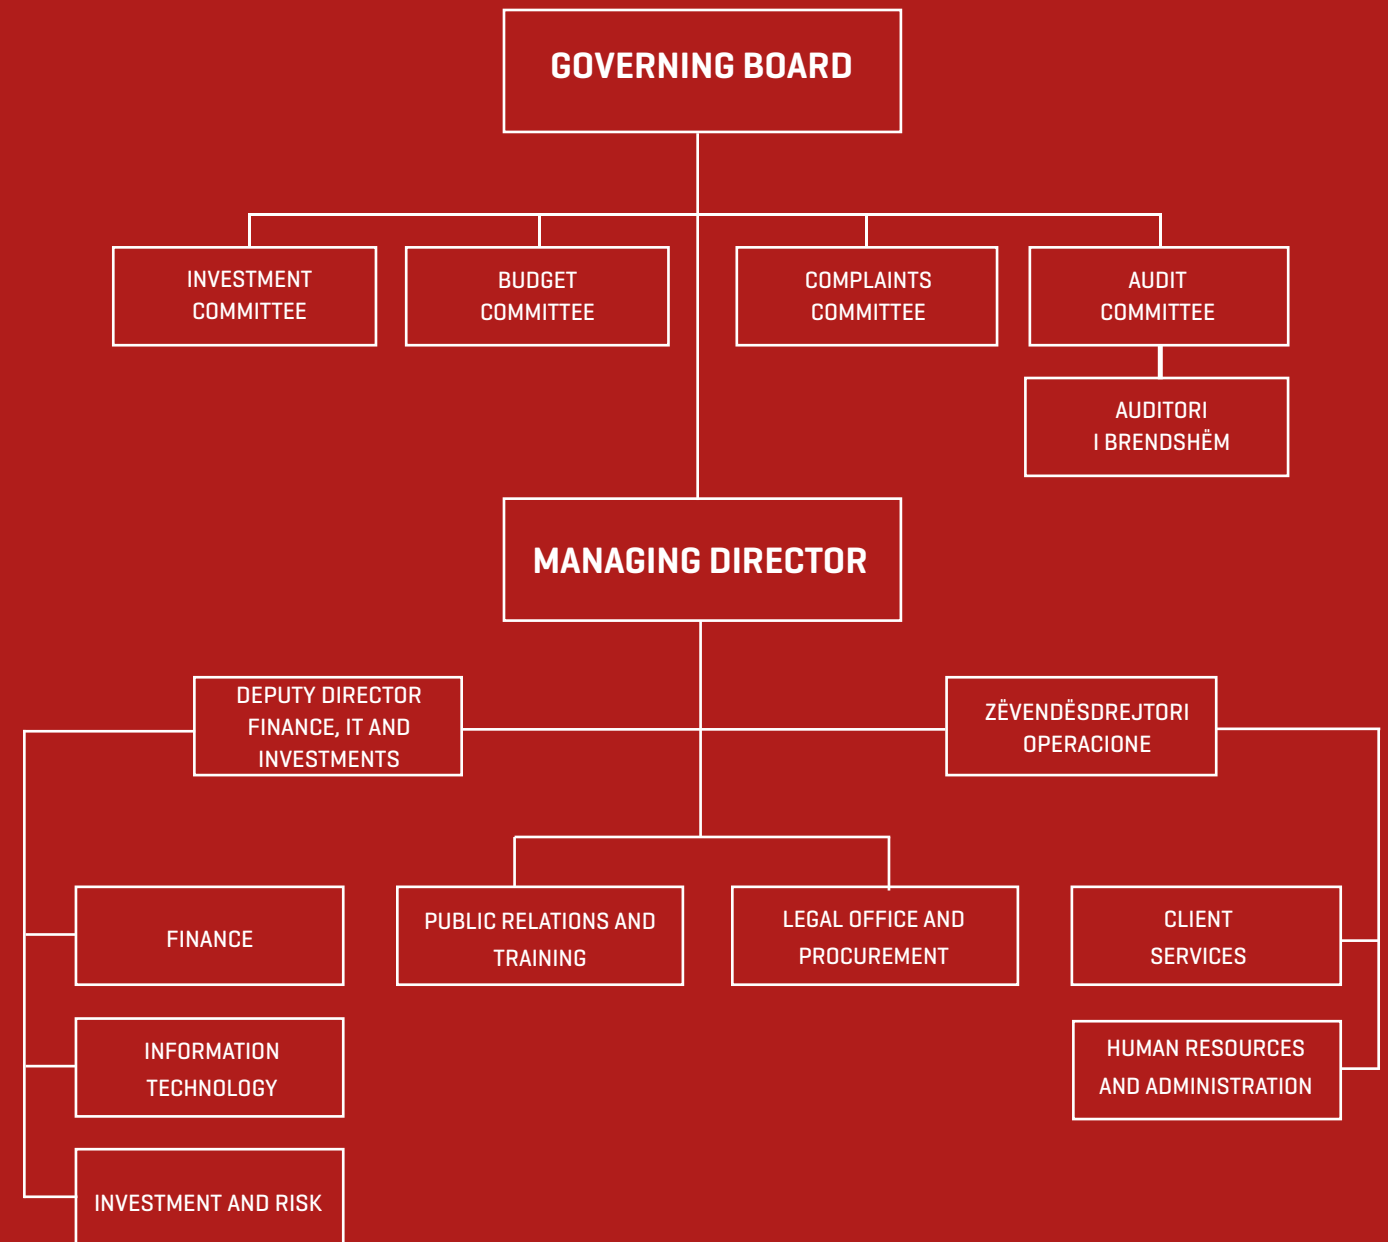 GOVERNING BOARD
INVESTMENT
COMMITTEE
BUDGET
COMMITTEE
COMPLAINTS
COMMITTEE
AUDIT
COMMITTEE
AUDITORI
I BRENDSHËM
MANAGING DIRECTOR
DEPUTY DIRECTOR
FINANCE, IT AND
INVESTMENTS
ZËVENDËSDREJTORI
OPERACIONE
FINANCE
PUBLIC RELATIONS AND
TRAINING
LEGAL OFFICE AND
PROCUREMENT
CLIENT
SERVICES
INFORMATION
TECHNOLOGY
HUMAN RESOURCES
AND ADMINISTRATION
INVESTMENT AND RISK